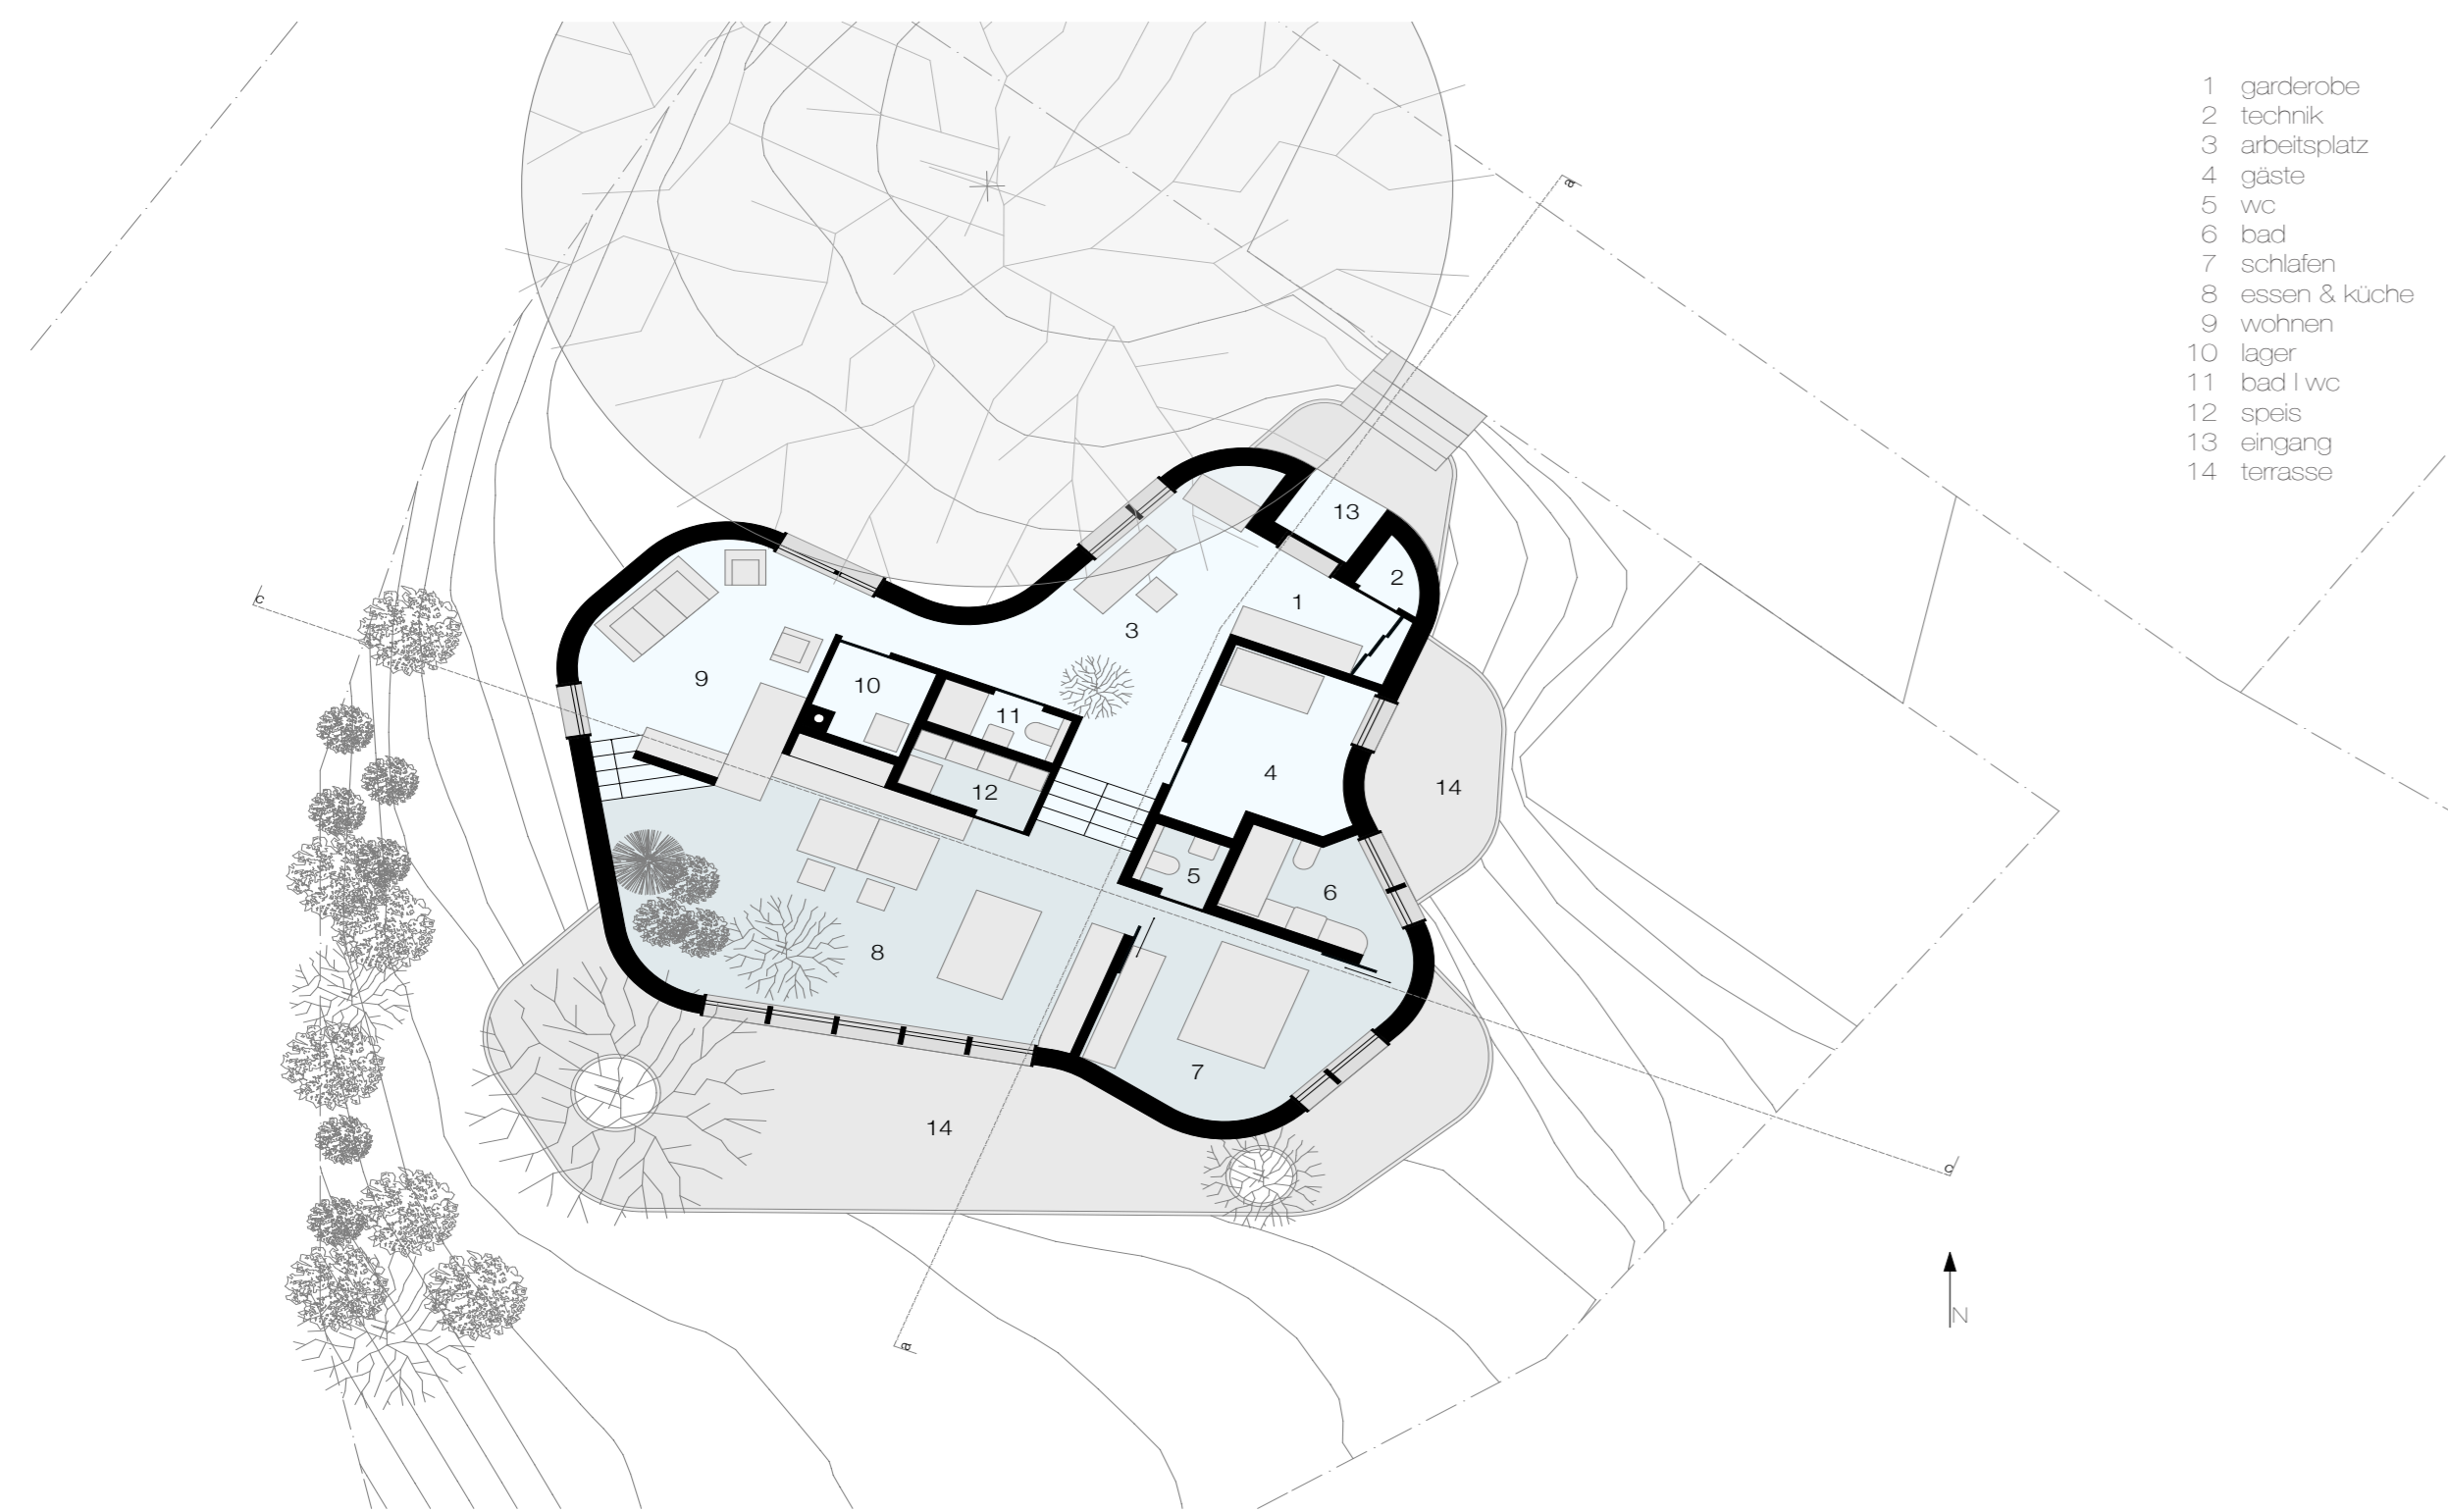 1 garderobe
2 technik
3 arbeitsplatz
4 gäste
5 wc
6 bad
7 schlafen
8 essen & küche
9 wohnen
10 lager
11 bad | wc
12 speis
13 eingang
14 terrasse
a
13
2
c
1
3
9
10
11
4
14
12
5
6
8
7
14
c
N
a